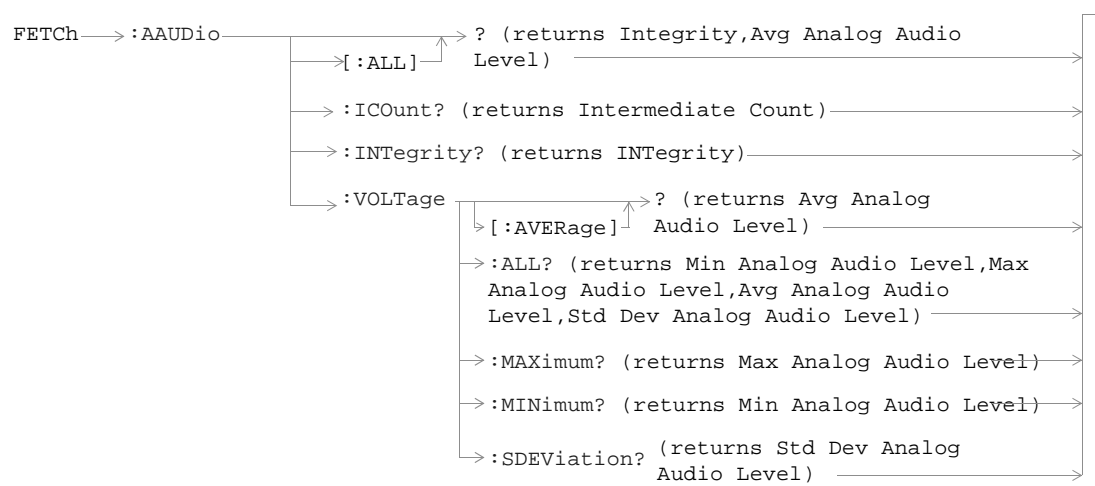 FETCh :AAUDio ? (returns Integrity,Avg Analog Audio
[:ALL] Level)
:ICOunt? (returns Intermediate Count)
:INTegrity? (returns INTegrity)
:VOLTage ? (returns Avg Analog
[:AVERage] Audio Level)
:ALL? (returns Min Analog Audio Level,Max
Analog Audio Level,Avg Analog Audio
Level,Std Dev Analog Audio Level)
:MAXimum? (returns Max Analog Audio Level)
:MINimum? (returns Min Analog Audio Level)
:SDEViation? (returns Std Dev Analog
Audio Level)